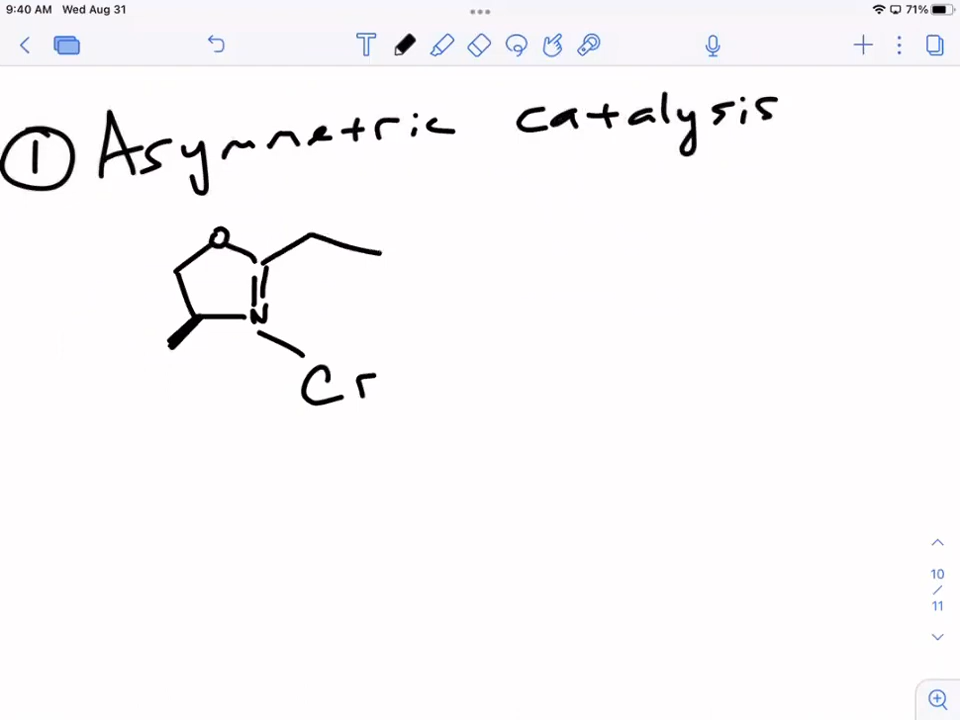 9:40 AM Wed Aug 31
71%
① Asymmetric catalysis
O
N
Cr
10
/
11